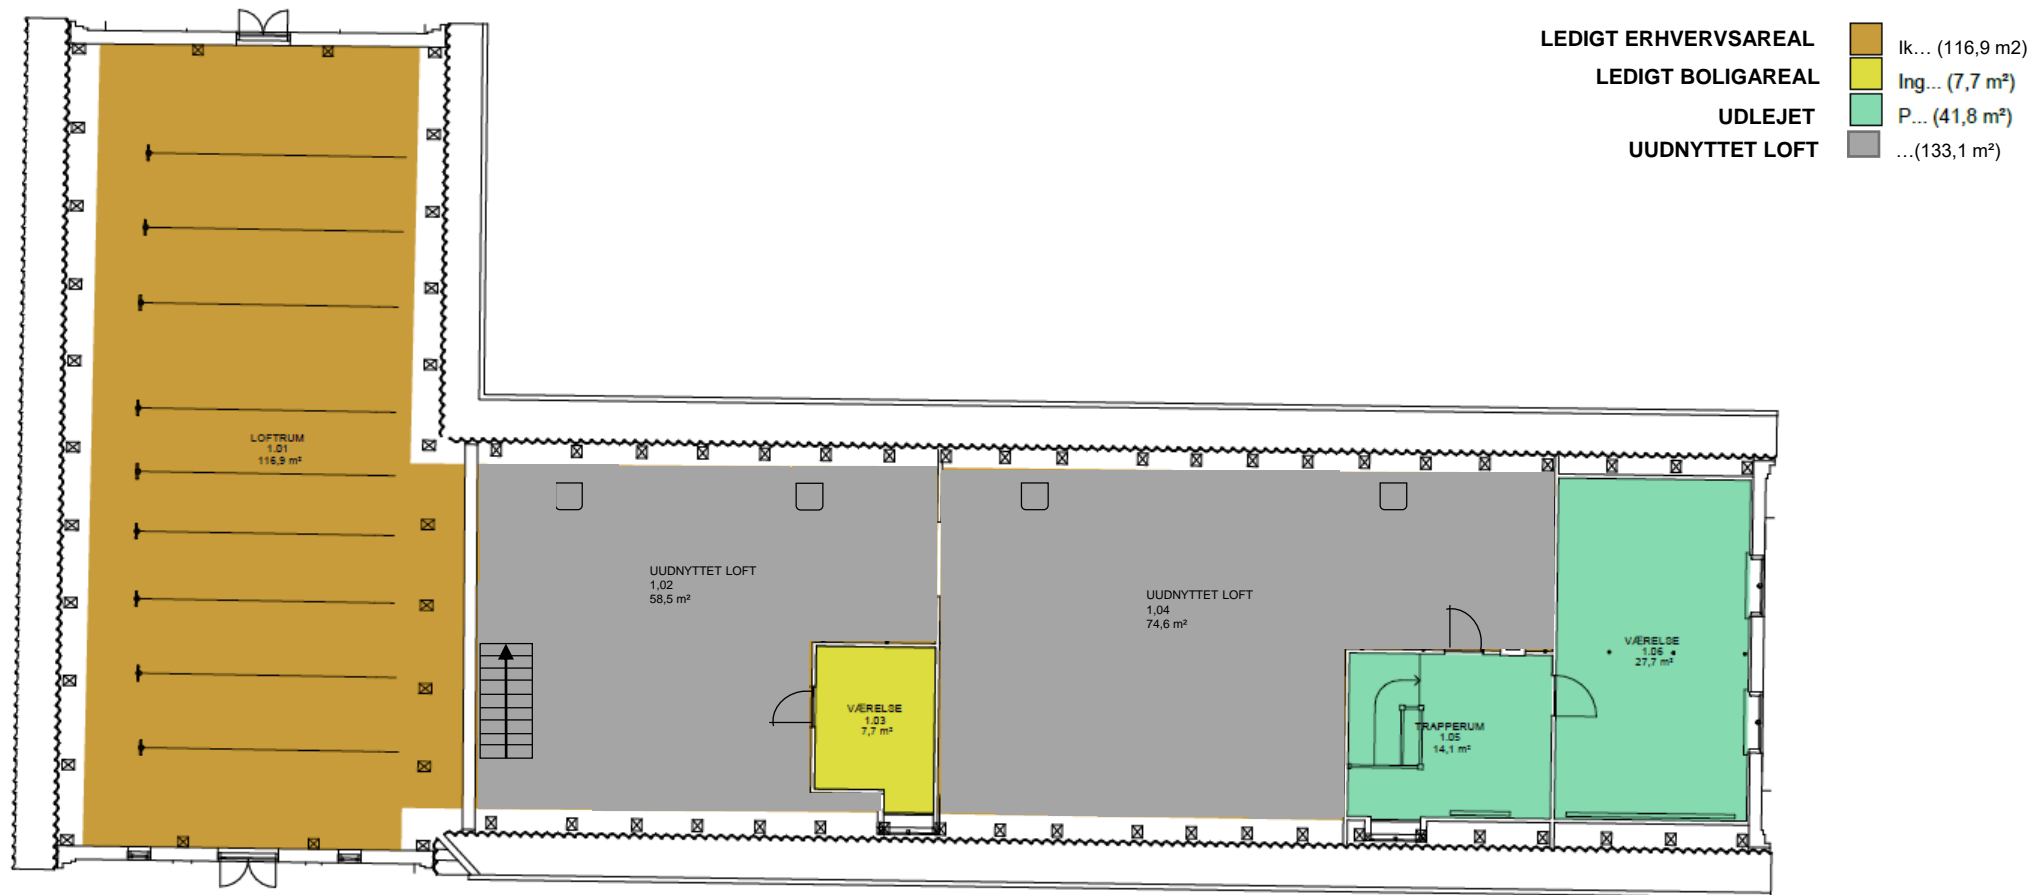 LEDIGT ERHVERVSAREAL Ik... (116,9 m2)
LEDIGT BOLIGAREAL Ing... (7,7 m²)
UDLEJET P... (41,8 m²)
UUDNYTTET LOFT ...(133,1 m²)
LOFTRUM
1.01
116,9 m²
UUDNYTTET LOFT
1,02
58,5 m²
UUDNYTTET LOFT
1,04
74,6 m²
VÆRELSE
1.03
7,7 m²
TRAPPERUM
1.05
14,1 m²
VÆRELSE
1.06
27,7 m²